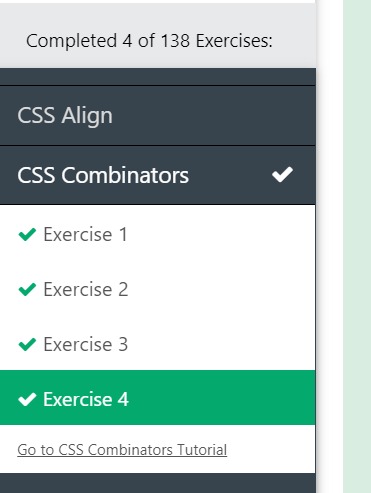 Completed 4 of 138 Exercises:
CSS Align
CSS Combinators
Exercise 1
Exercise 2
Exercise 3
Exercise 4
Go to CSS Combinators Tutorial